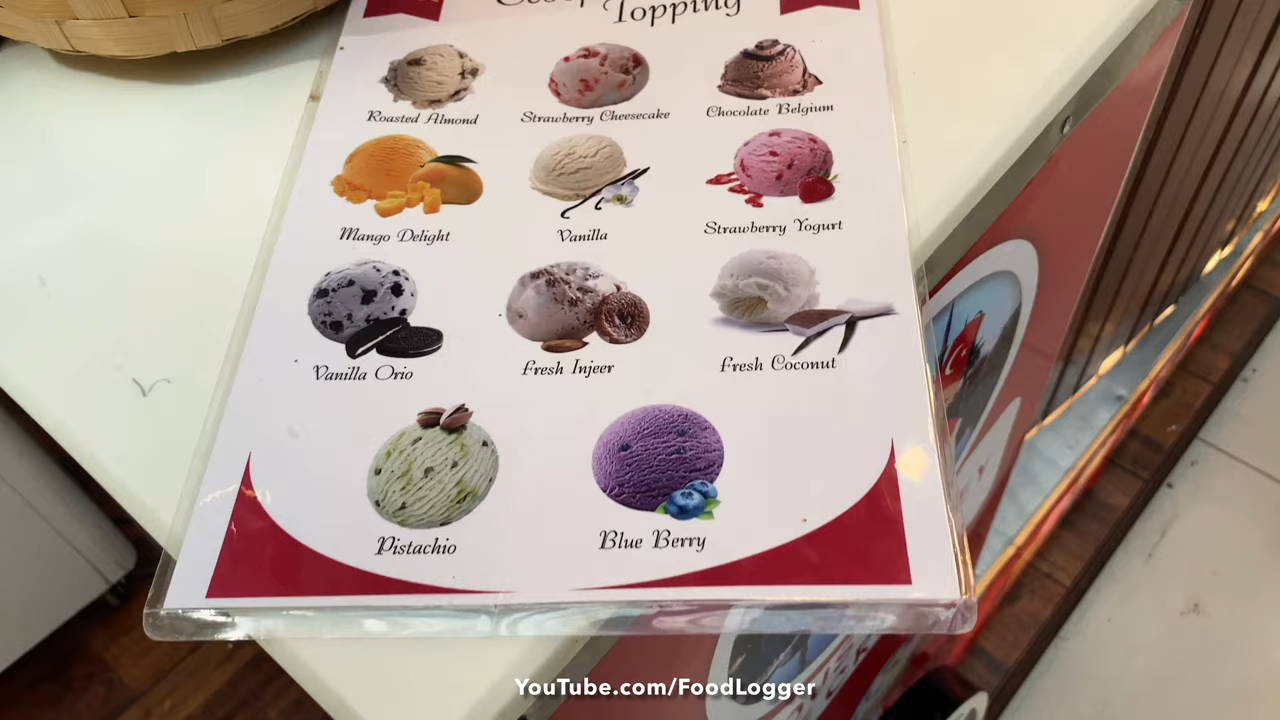 Topping
Roasted Almond
Strawberry Cheesecake
Chocolate Belgium
Mango Delight
Vanilla
Strawberry Yogurt
Vanilla Orio
Fresh Injeer
Fresh Coconut
Pistachio
Blue Berry
YouTube.com/FoodLogger